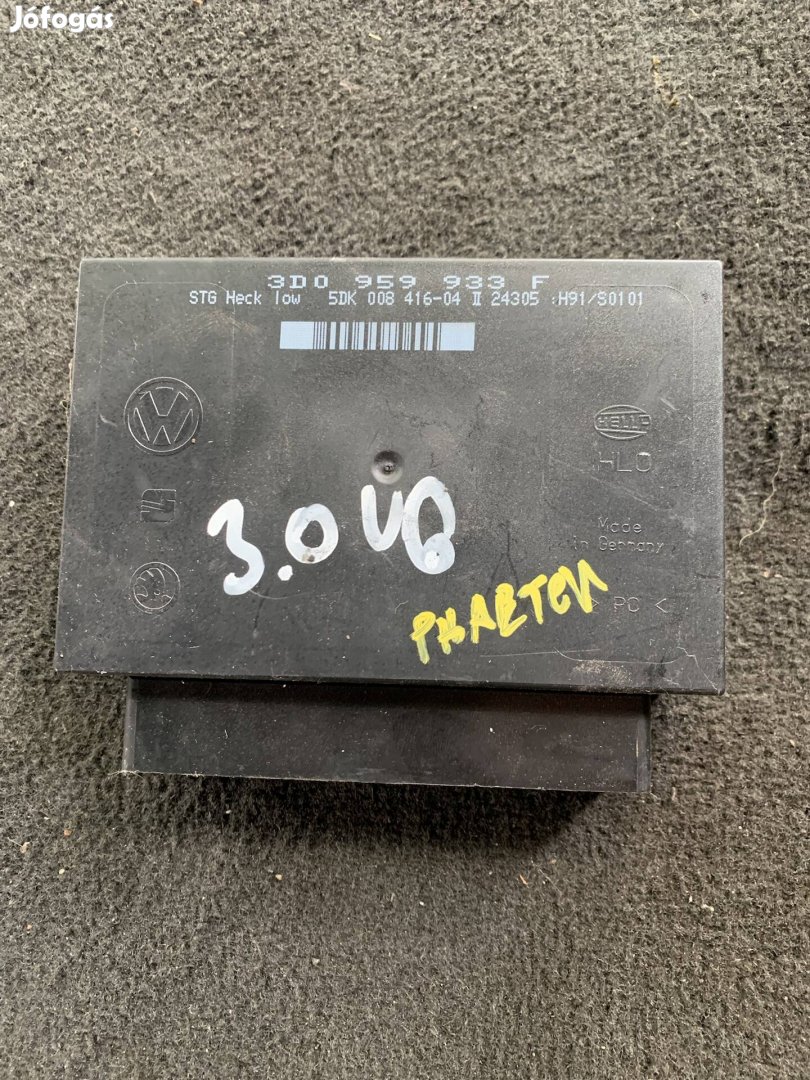 Jófogás
3D0 959 933 F
STG Heck low 5DK 008 416-04 II 24305 :H91/S0101
HELLA
HLO
Made
in Germany
3.0 V6
PHAETON
> PC <